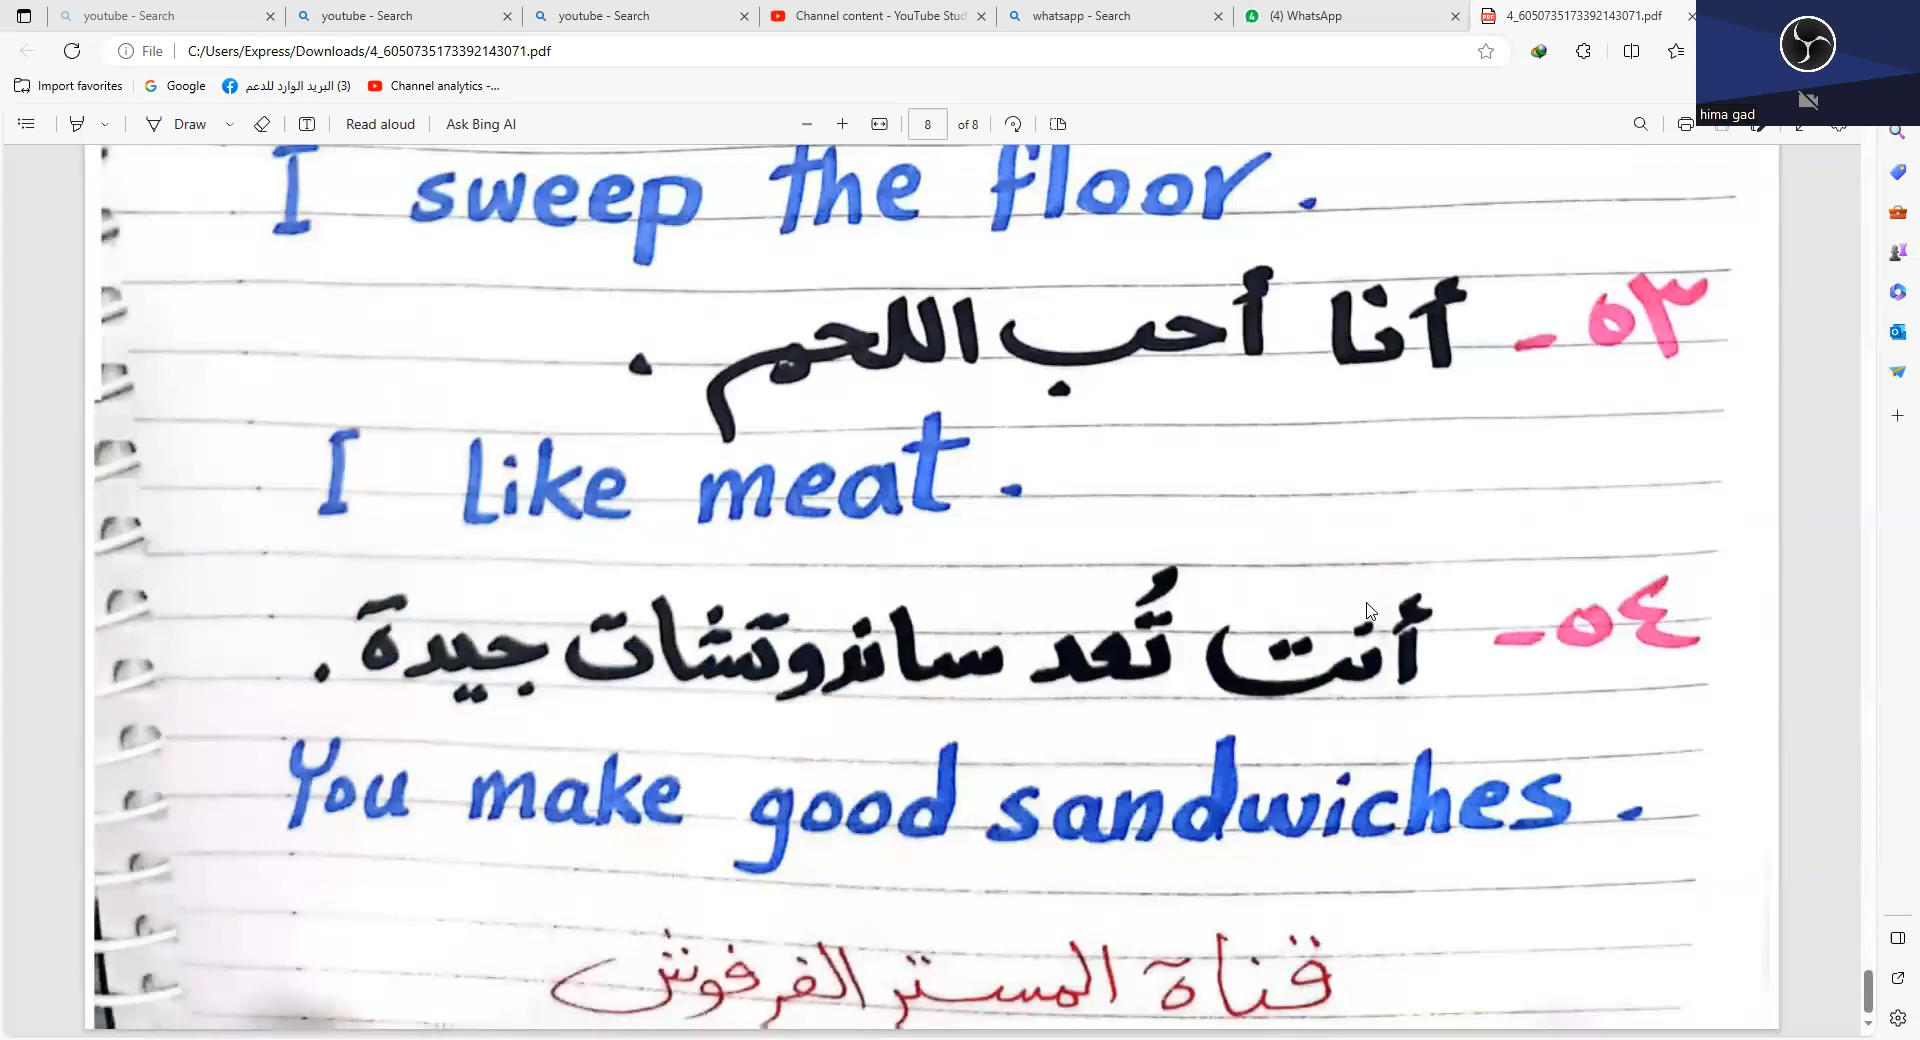 youtube - Search
youtube - Search
youtube - Search
Channel content - YouTube Stud
whatsapp - Search
(4) WhatsApp
4_6050735173392143071.pdf
File
C:/Users/Express/Downloads/4_6050735173392143071.pdf
Import favorites
Google
(3) البريد الوارد للدعم
Channel analytics -...
hima gad
Draw
Read aloud
Ask Bing AI
8
of 8
I sweep the floor.
٥٣- أنا أحب اللحم .
I like meat.
٥٤- أنت تُعد ساندوتشات جيدة .
You make good sandwiches .
قناة المستر الفرفوش